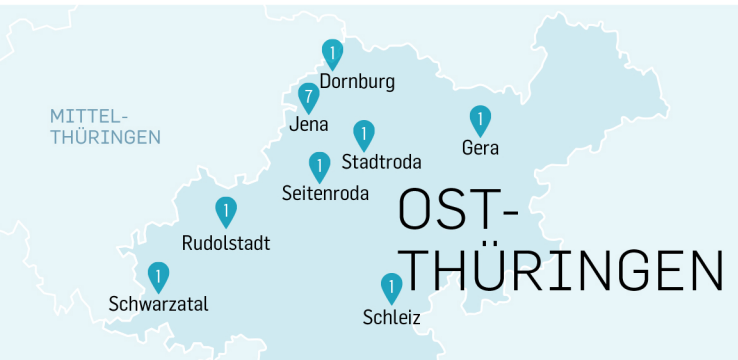 1
Dornburg
7
Jena
MITTEL-
THÜRINGEN
1
Gera
1
Stadtroda
1
Seitenroda
OST-
THÜRINGEN
1
Rudolstadt
1
Schwarzatal
1
Schleiz